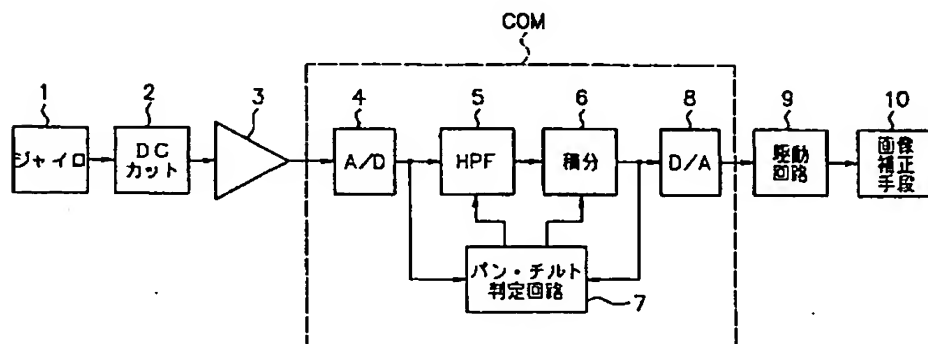 COM
1
2
3
4
5
6
8
9
10
ジャイロ
DC
カット
A/D
HPF
積分
D/A
駆動
回路
画像
補正
手段
パン・チルト
判定回路
7